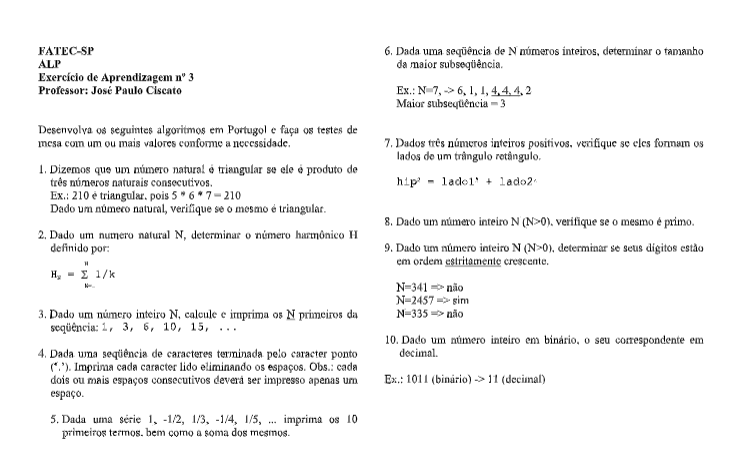 FATEC-SP
ALP
Exercício de Aprendizagem nº 3
Professor: José Paulo Ciscato
Desenvolva os seguintes algoritmos em Portugol e faça os testes de
mesa com um ou mais valores conforme a necessidade.
1. Dizemos que um número natural é triangular se ele é produto de
três números naturais consecutivos.
Ex.: 210 é triangular, pois 5 * 6 * 7 = 210
Dado um número natural, verifique se o mesmo é triangular.
2. Dado um numero natural N, determinar o número harmônico H
definido por:
N
H = Σ 1/k
3. Dado um número inteiro N, calcule e imprima os N primeiros da
seqüência: 1, 3, 6, 10, 15, ...
4. Dada uma seqüência de caracteres terminada pelo caracter ponto
('.'). Imprima cada caracter lido eliminando os espaços. Obs.: cada
dois ou mais espaços consecutivos deverá ser impresso apenas um
espaço.
5. Dada uma série 1, -1/2, 1/3, -1/4, 1/5, ... imprima os 10
primeiros termos, bem como a soma dos mesmos.
6. Dada uma seqüência de N números inteiros, determinar o tamanho
da maior subseqüência.
Ex.: N=7, -> 6, 1, 1, 4, 4, 4, 2
Maior subseqüência = 3
7. Dados três números inteiros positivos, verifique se eles formam os
lados de um trângulo retângulo.
hip² = lado1² + lado2²
8. Dado um número inteiro N (N>0), verifique se o mesmo é primo.
9. Dado um número inteiro N (N>0), determinar se seus dígitos estão
em ordem estritamente crescente.
N=341 => não
N=2457 => sim
N=335 => não
10. Dado um número inteiro em binário, o seu correspondente em
decimal.
Ex.: 1011 (binário) -> 11 (decimal)